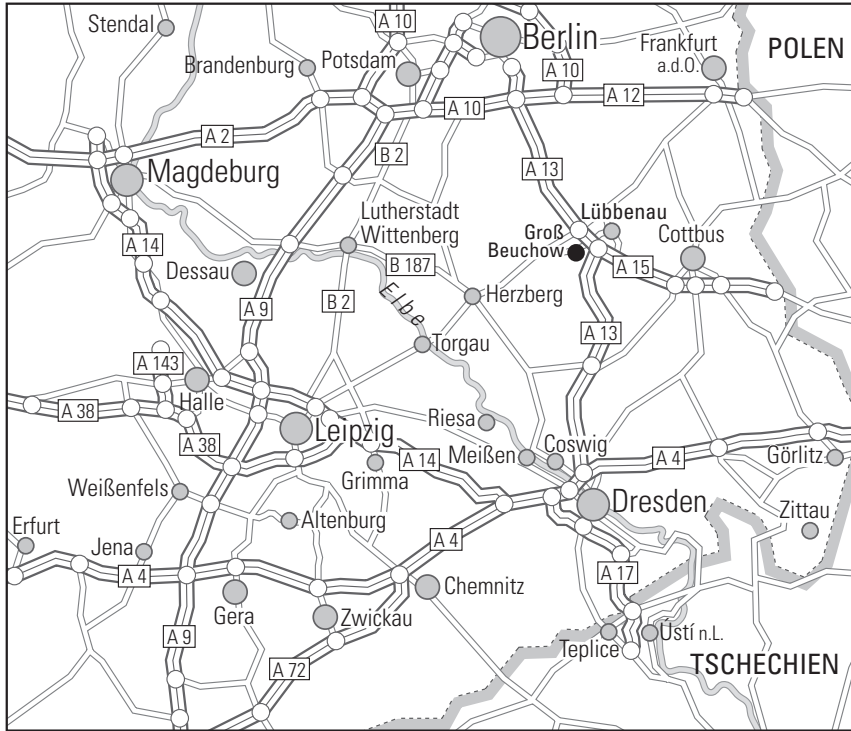 Stendal
A 10
Berlin
Brandenburg
Potsdam
A 10
Frankfurt
a.d.O.
POLEN
A 2
A 10
A 12
B 2
Magdeburg
A 13
Lutherstadt
Wittenberg
Groß
Beuchow
Lübbenau
Cottbus
A 14
Dessau
B 187
A 15
A 9
B 2
Elbe
Herzberg
A 13
Torgau
A 143
Halle
A 38
A 38
Leipzig
Riesa
Meißen
Coswig
A 4
Görlitz
Grimma
A 14
Weißenfels
Altenburg
Dresden
Zittau
Erfurt
Jena
A 4
A 4
Chemnitz
A 17
Gera
Zwickau
A 9
A 72
Teplice
Ústí n.L.
TSCHECHIEN